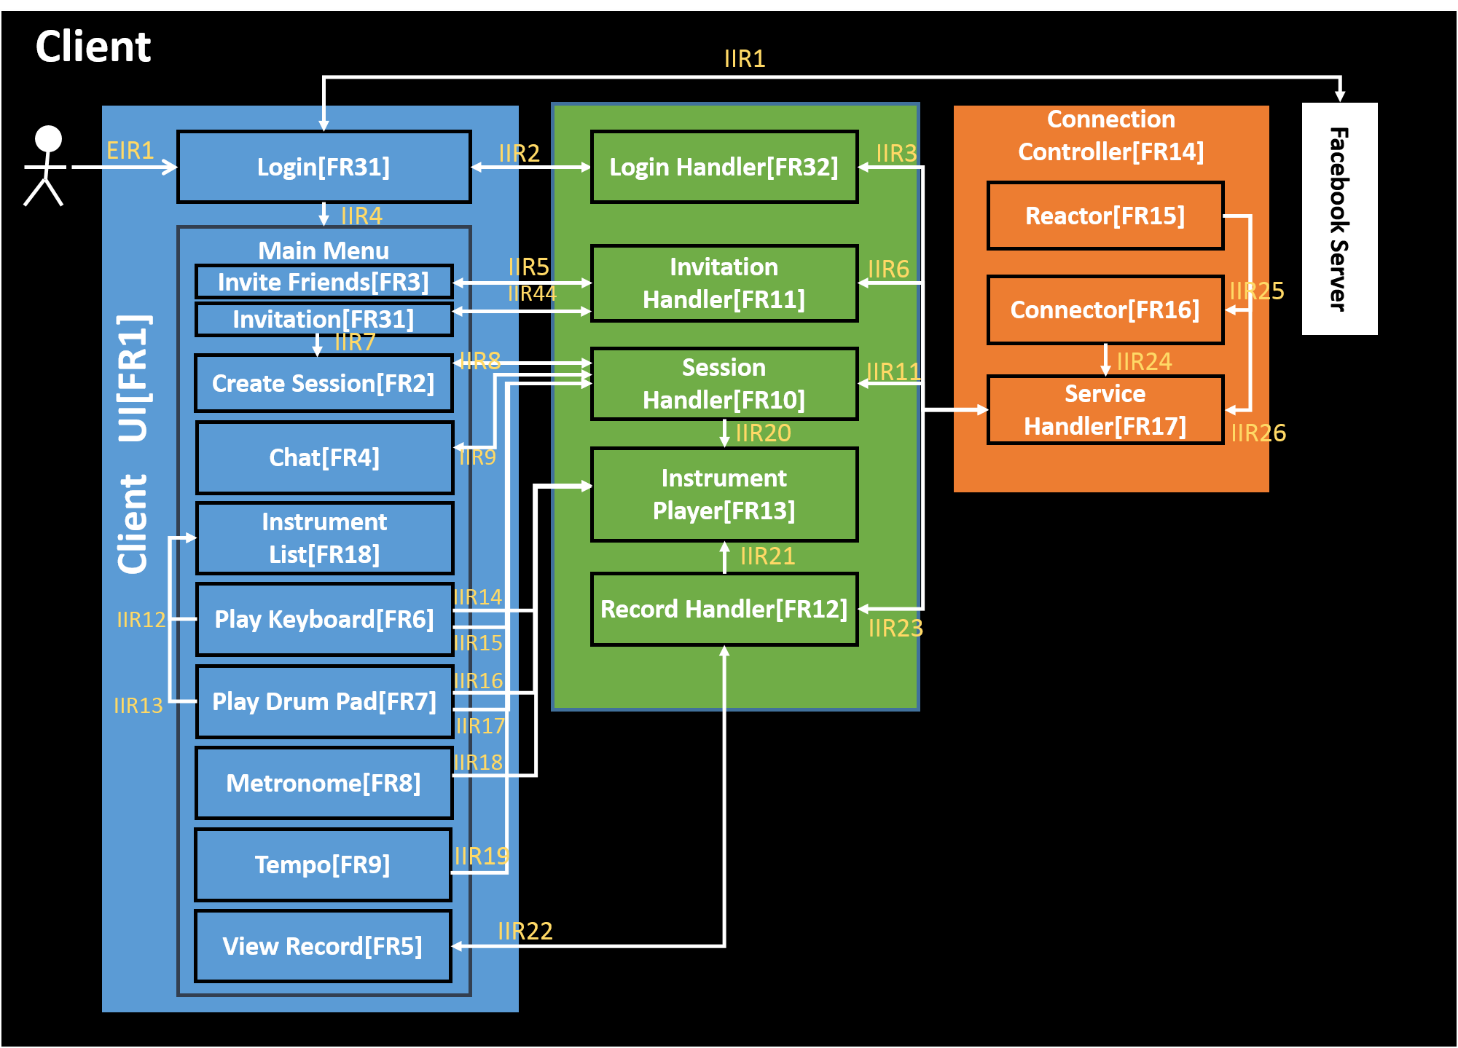 Client
IIR1
EIR1
Login[FR31]
IIR2
Login Handler[FR32]
IIR3
IIR4
Client UI[FR1]
Main Menu
Invite Friends[FR3]
IIR5
Invitation
Handler[FR11]
IIR6
IIR44
Invitation[FR31]
IIR7
Create Session[FR2]
IIR8
Session
Handler[FR10]
IIR11
Chat[FR4]
IIR9
IIR20
Instrument
List[FR18]
Instrument
Player[FR13]
IIR21
IIR12
Play Keyboard[FR6]
IIR14
IIR15
Record Handler[FR12]
IIR23
IIR13
Play Drum Pad[FR7]
IIR16
IIR17
Metronome[FR8]
IIR18
Tempo[FR9]
IIR19
View Record[FR5]
IIR22
Connection
Controller[FR14]
Reactor[FR15]
IIR25
Connector[FR16]
IIR24
Service
Handler[FR17]
IIR26
Facebook Server